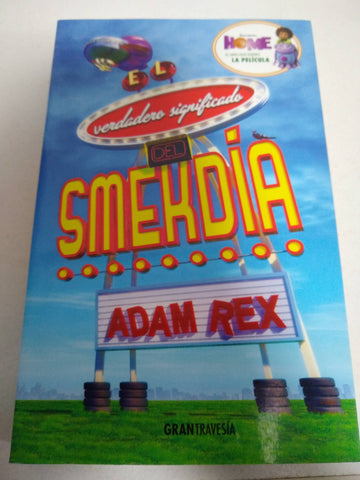 HOME
LA PELÍCULA
EL
verdadero significado
DEL
SMEKDÍA
ADAM REX
GRANTRAVESÍA